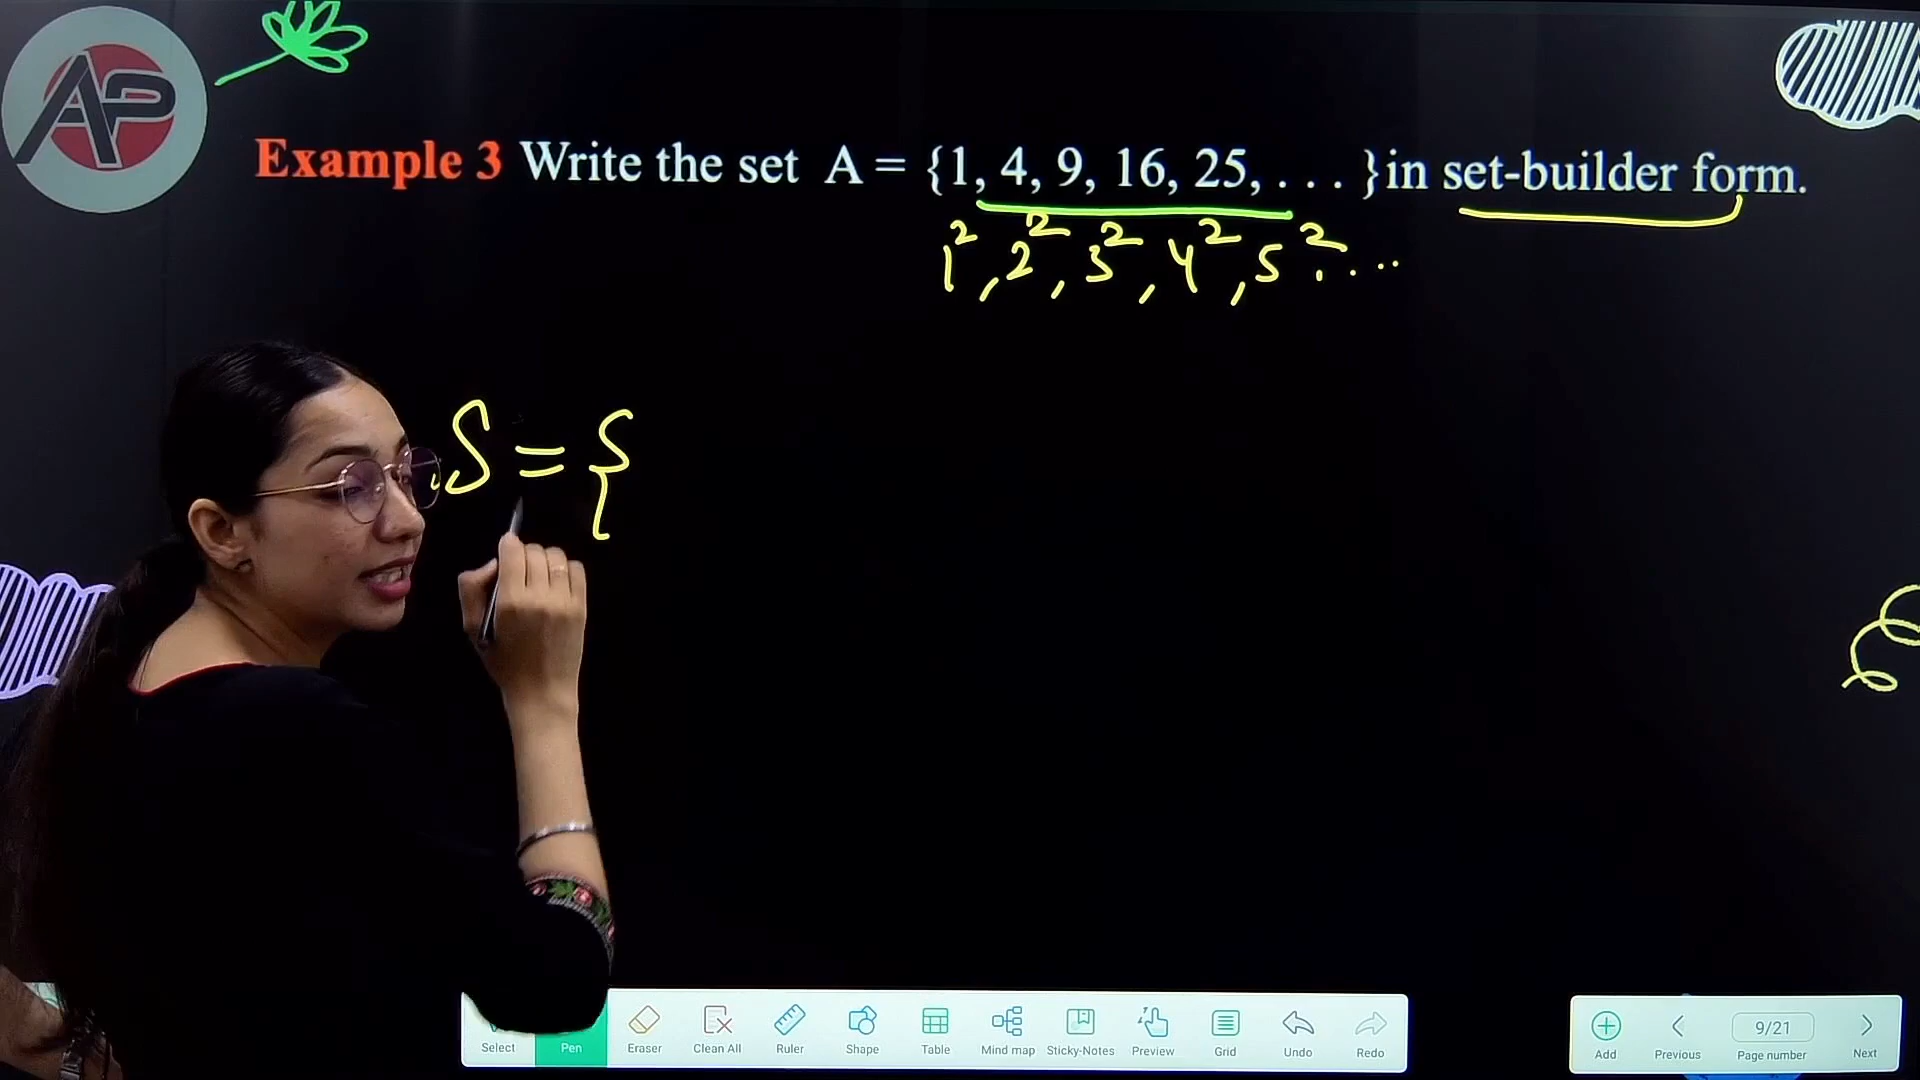 AP
Example 3 Write the set A = {1, 4, 9, 16, 25, . . . }in set-builder form.
1², 2², 3², 4², 5² ....
S = {
Select Pen Eraser Clean All Ruler Shape Table Mind map Sticky-Notes Preview Grid Undo Redo
9/21
Add Previous Page number Next